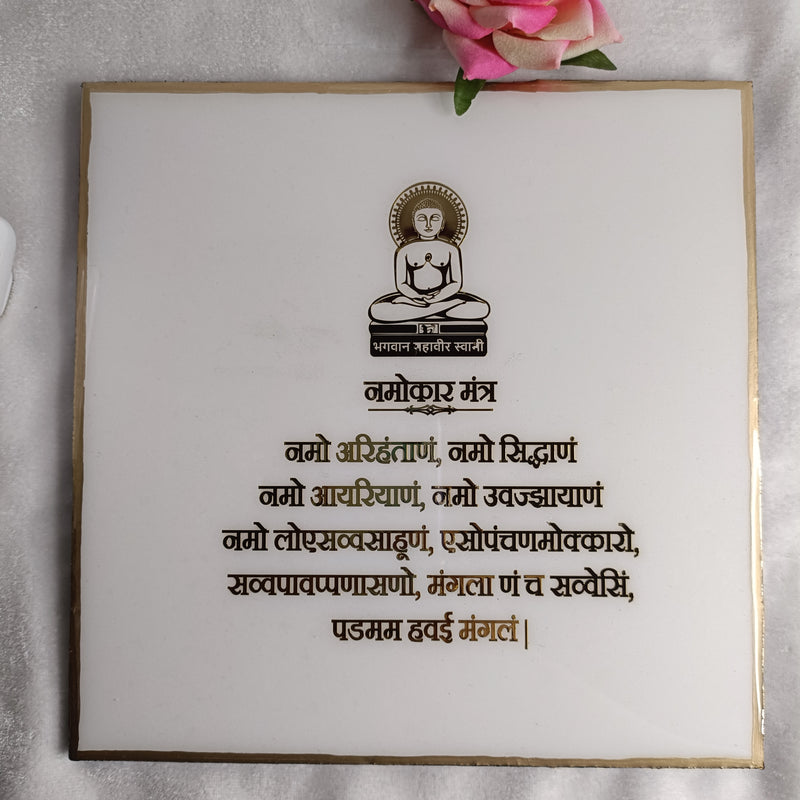 भगवान महावीर स्वामी
नमोकार मंत्र
नमो अरिहंताणं, नमो सिद्धाणं
नमो आयरियाणं, नमो उवज्झायाणं
नमो लोएसव्वसाहूणं, एसोपंचणमोक्कारो,
सव्वपावप्पणासणो, मंगला णं च सव्वेसिं,
पडमम हवई मंगलं|